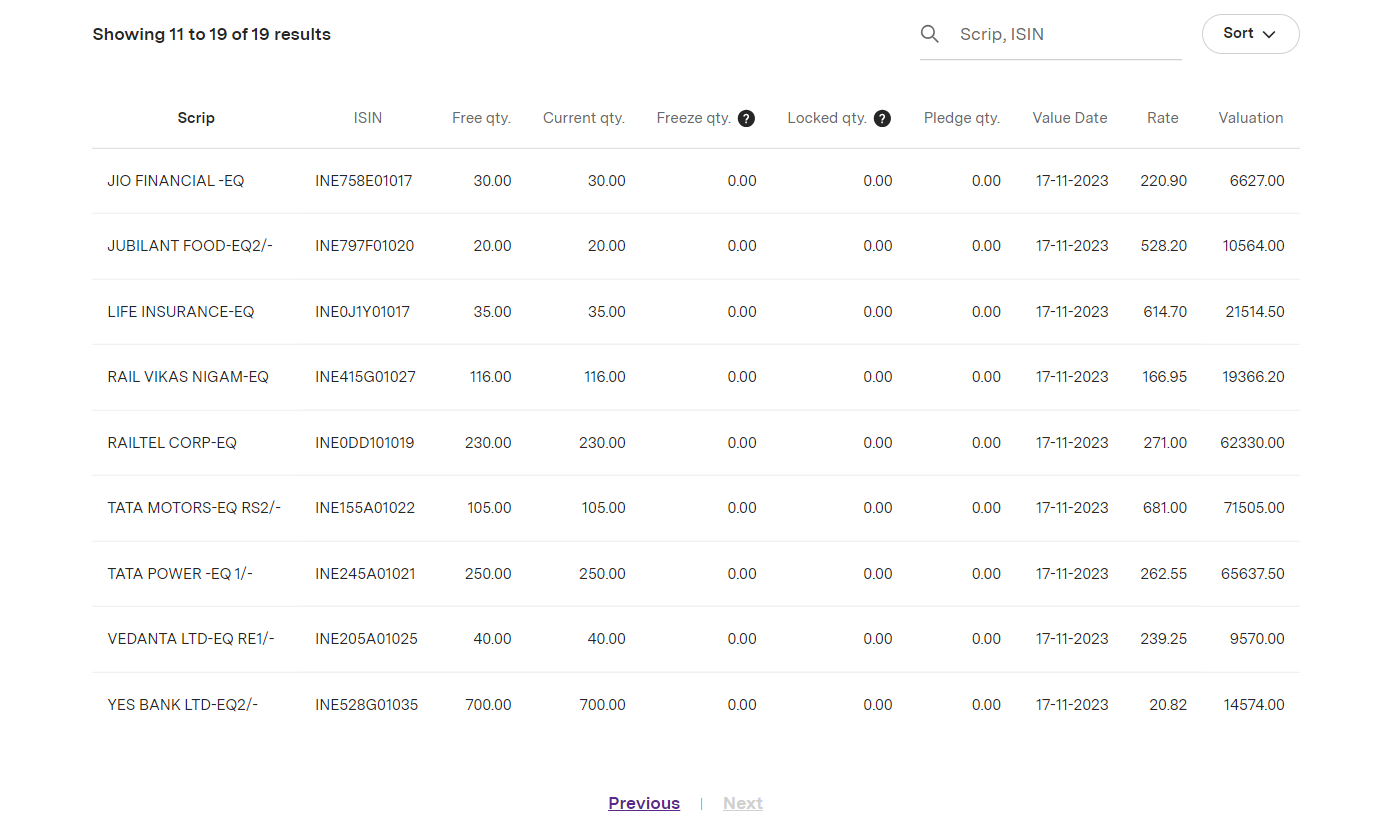 Showing 11 to 19 of 19 results
Scrip, ISIN
Sort
Scrip ISIN Free qty. Current qty. Freeze qty. ? Locked qty. ? Pledge qty. Value Date Rate Valuation
JIO FINANCIAL -EQ INE758E01017 30.00 30.00 0.00 0.00 0.00 17-11-2023 220.90 6627.00
JUBILANT FOOD-EQ2/- INE797F01020 20.00 20.00 0.00 0.00 0.00 17-11-2023 528.20 10564.00
LIFE INSURANCE-EQ INE0J1Y01017 35.00 35.00 0.00 0.00 0.00 17-11-2023 614.70 21514.50
RAIL VIKAS NIGAM-EQ INE415G01027 116.00 116.00 0.00 0.00 0.00 17-11-2023 166.95 19366.20
RAILTEL CORP-EQ INE0DD101019 230.00 230.00 0.00 0.00 0.00 17-11-2023 271.00 62330.00
TATA MOTORS-EQ RS2/- INE155A01022 105.00 105.00 0.00 0.00 0.00 17-11-2023 681.00 71505.00
TATA POWER -EQ 1/- INE245A01021 250.00 250.00 0.00 0.00 0.00 17-11-2023 262.55 65637.50
VEDANTA LTD-EQ RE1/- INE205A01025 40.00 40.00 0.00 0.00 0.00 17-11-2023 239.25 9570.00
YES BANK LTD-EQ2/- INE528G01035 700.00 700.00 0.00 0.00 0.00 17-11-2023 20.82 14574.00
Previous | Next